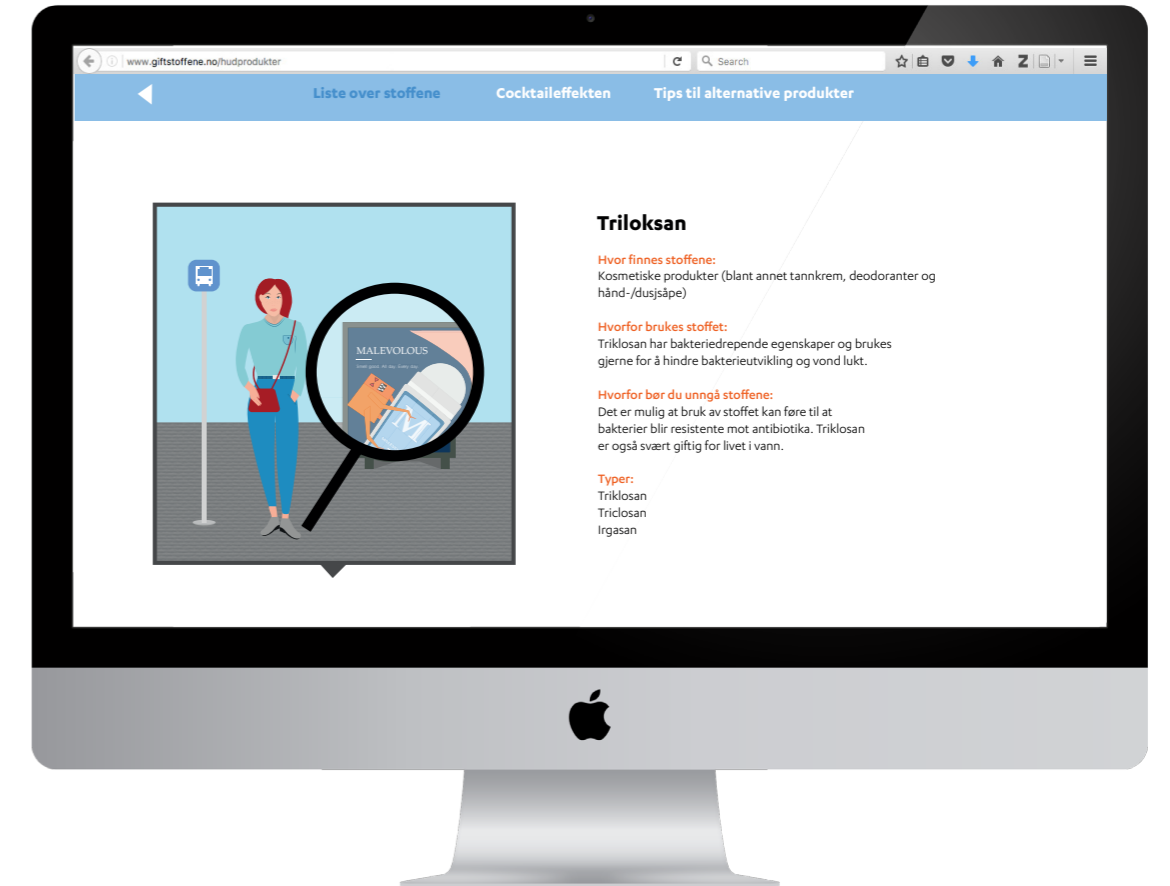 www.giftstoffene.no/hudprodukter
Search
Liste over stoffene
Cocktaileffekten
Tips til alternative produkter
MALEVOLOUS
M
Triloksan
Hvor finnes stoffene:
Kosmetiske produkter (blant annet tannkrem, deodoranter og
hånd-/dusjsåpe)
Hvorfor brukes stoffet:
Triklosan har bakteriedrepende egenskaper og brukes
gjerne for å hindre bakterieutvikling og vond lukt.
Hvorfor bør du unngå stoffene:
Det er mulig at bruk av stoffet kan føre til at
bakterier blir resistente mot antibiotika. Triklosan
er også svært giftig for livet i vann.
Typer:
Triklosan
Triclosan
Irgasan